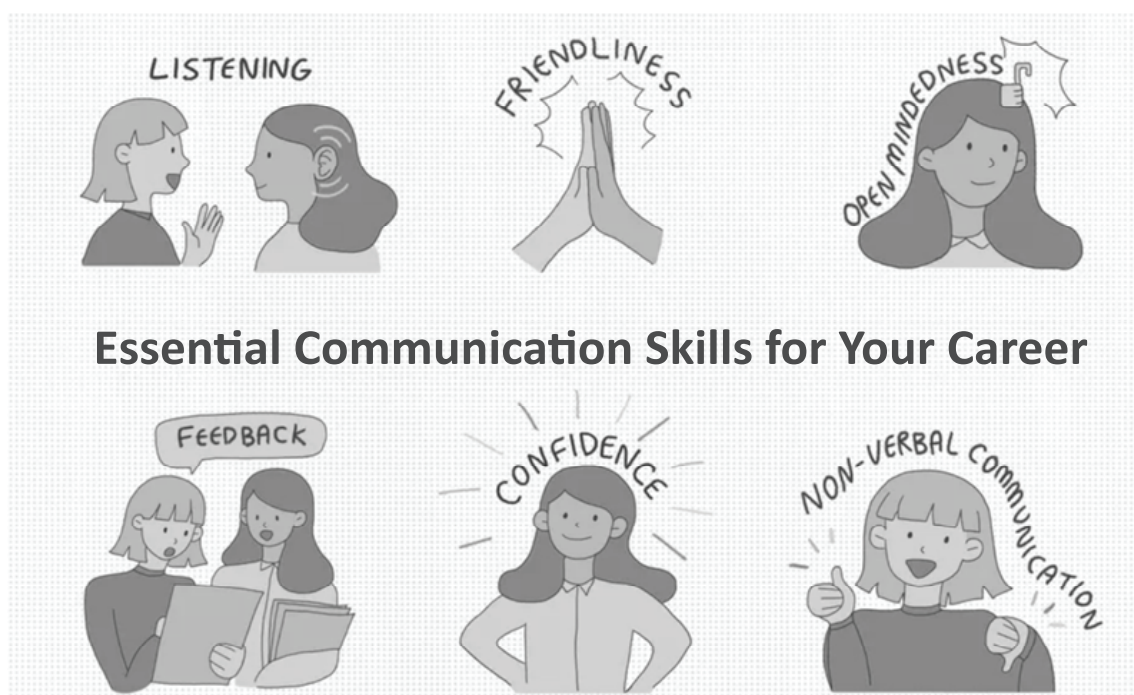 LISTENING
FRIENDLINESS
OPEN MINDEDNESS
Essential Communication Skills for Your Career
FEEDBACK
CONFIDENCE
NON-VERBAL COMMUNICATION